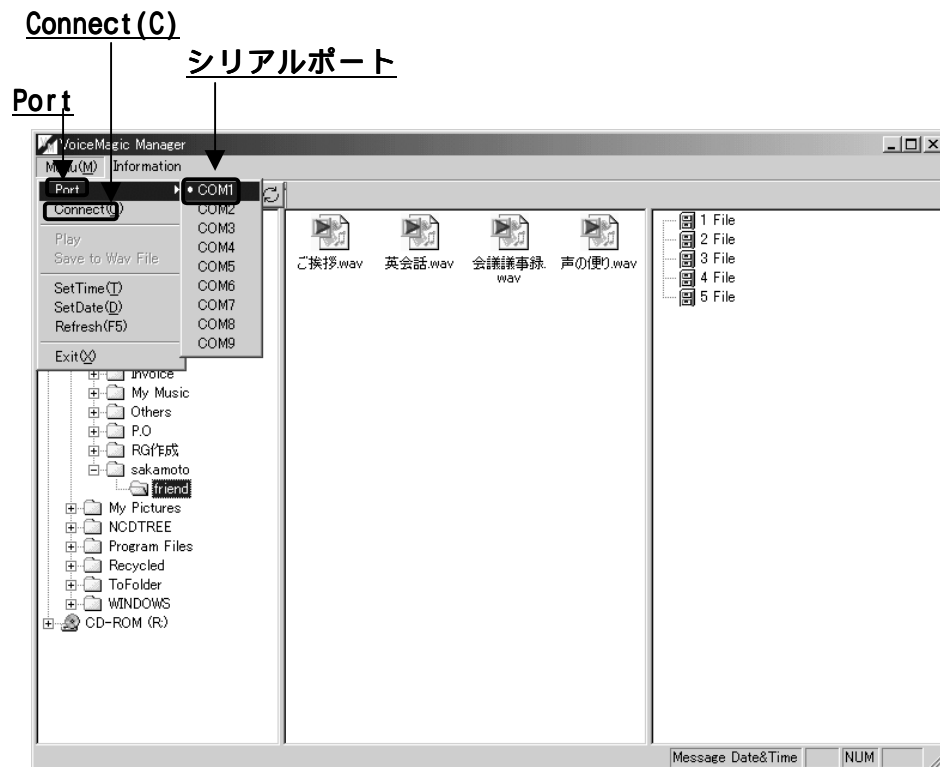 Connect(C)
シリアルポート
Port
VoiceMagic Manager
Menu(M) Information
Port
Connect(C)
Play
Save to Wav File
SetTime(T)
SetDate(D)
Refresh(F5)
Exit(X)
COM1
COM2
COM3
COM4
COM5
COM6
COM7
COM8
COM9
Invoice
My Music
Others
P.O
RG作成
sakamoto
friend
My Pictures
NCDTREE
Program Files
Recycled
ToFolder
WINDOWS
CD-ROM (R:)
ご挨拶.wav
英会話.wav
会議議事録.
wav
声の便り.wav
1 File
2 File
3 File
4 File
5 File
Message Date&Time
NUM